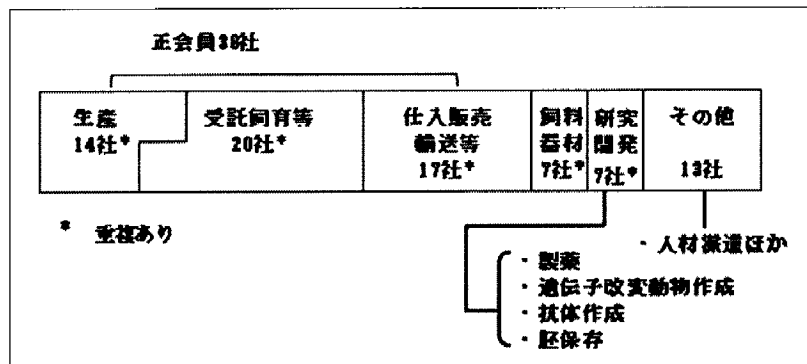 正会員38社
生産
14社*
受託飼育等
20社*
仕入販売
輸送等
17社*
飼料
器材
7社*
研究
開発
7社*
その他
13社
* 重複あり
・人材派遣ほか
・製薬
・遺伝子改変動物作成
・抗体作成
・胚保存